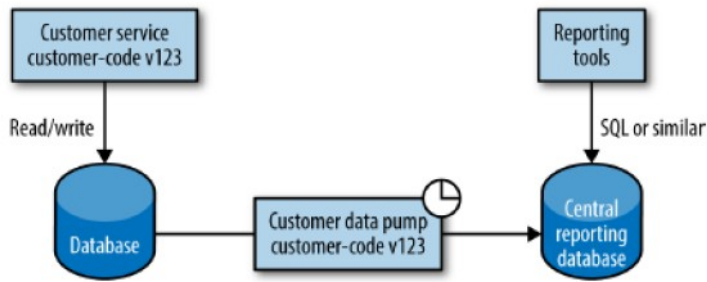 Customer service
customer-code v123
Reporting
tools
Read/write
SQL or similar
Database
Customer data pump
customer-code v123
Central
reporting
database